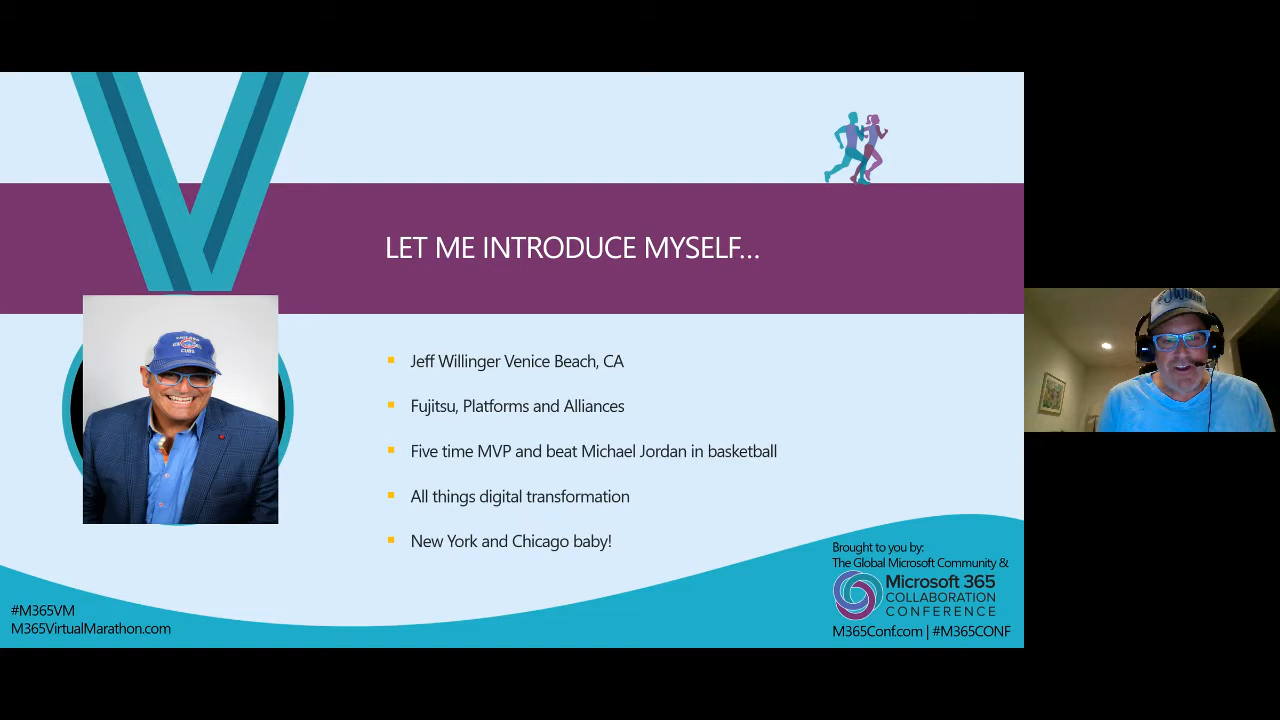 LET ME INTRODUCE MYSELF...
CHICAGO
CUBS
Jeff Willinger Venice Beach, CA
Fujitsu, Platforms and Alliances
Five time MVP and beat Michael Jordan in basketball
All things digital transformation
New York and Chicago baby!
#M365VM
M365VirtualMarathon.com
Brought to you by:
The Global Microsoft Community &
Microsoft 365
COLLABORATION
CONFERENCE
M365Conf.com | #M365CONF